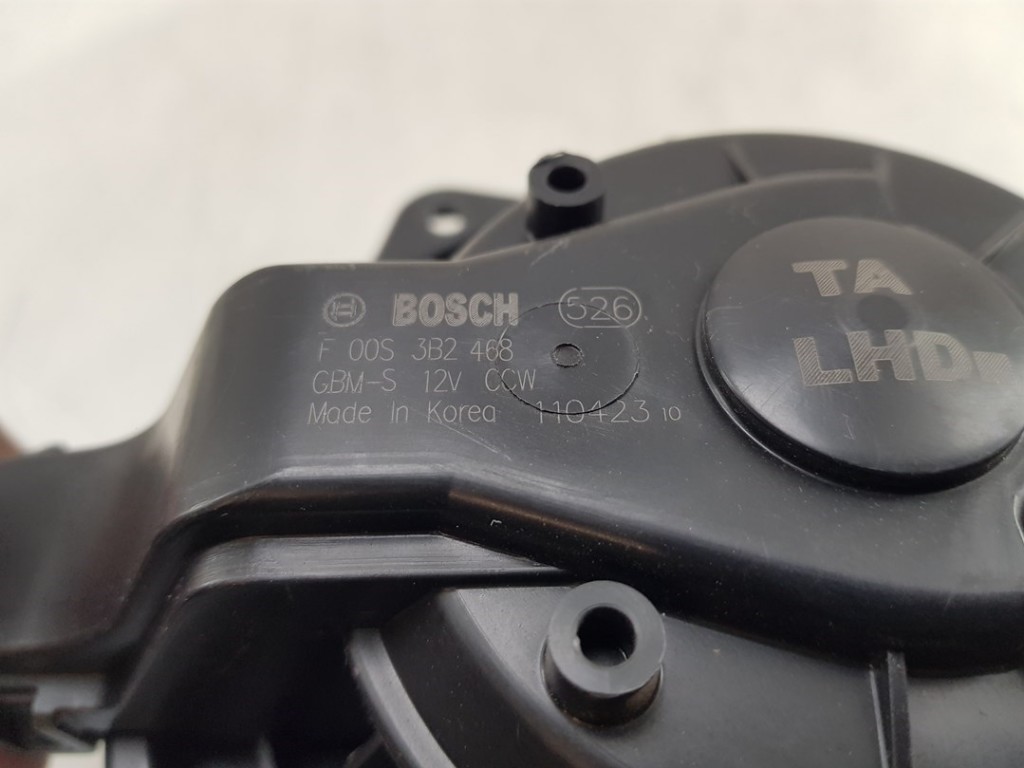 BOSCH 526
F 00S 3B2 468
GBM-S 12V CCW
Made In Korea 110423 10
TA
LHD